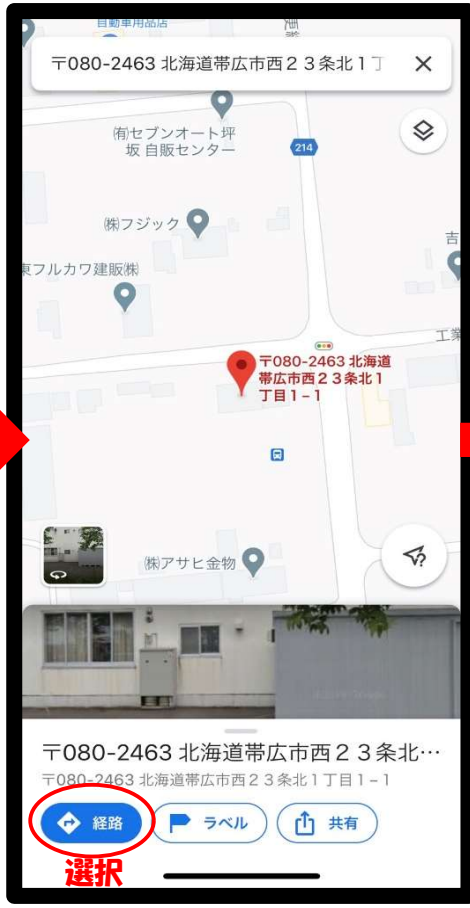 自動車用品店
〒080-2463 北海道帯広市西２３条北１丁
㈲セブンオート坪
坂 自販センター
214
㈱フジック
吉
東フルカワ建販㈱
工業
〒080-2463 北海道
帯広市西２３条北１
丁目１−１
㈱アサヒ金物
〒080-2463 北海道帯広市西２３条北…
〒080-2463 北海道帯広市西２３条北１丁目１−１
経路
ラベル
共有
選択